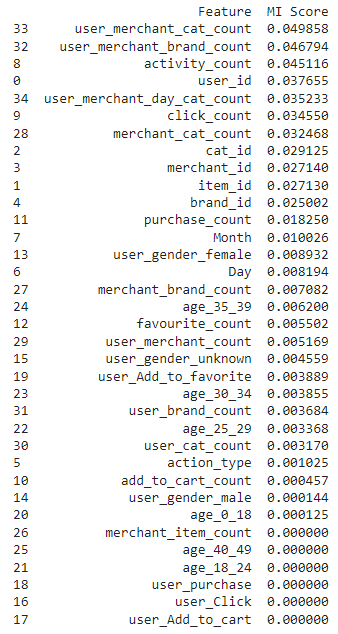 Feature MI Score
33 user_merchant_cat_count 0.049858
32 user_merchant_brand_count 0.046794
8 activity_count 0.045116
0 user_id 0.037655
34 user_merchant_day_cat_count 0.035233
9 click_count 0.034550
28 merchant_cat_count 0.032468
2 cat_id 0.029125
3 merchant_id 0.027140
1 item_id 0.027130
4 brand_id 0.025002
11 purchase_count 0.018250
7 Month 0.010026
13 user_gender_female 0.008932
6 Day 0.008194
27 merchant_brand_count 0.007082
24 age_35_39 0.006200
12 favourite_count 0.005502
29 user_merchant_count 0.005169
15 user_gender_unknown 0.004559
19 user_Add_to_favorite 0.003889
23 age_30_34 0.003855
31 user_brand_count 0.003684
22 age_25_29 0.003368
30 user_cat_count 0.003170
5 action_type 0.001025
10 add_to_cart_count 0.000457
14 user_gender_male 0.000144
20 age_0_18 0.000125
26 merchant_item_count 0.000000
25 age_40_49 0.000000
21 age_18_24 0.000000
18 user_purchase 0.000000
16 user_Click 0.000000
17 user_Add_to_cart 0.000000